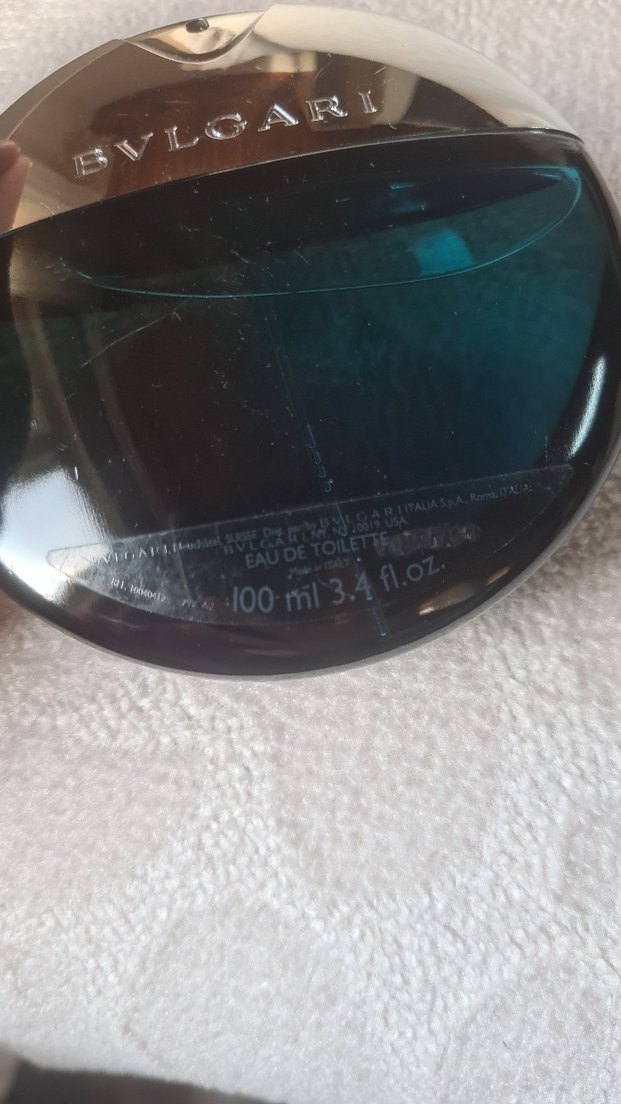 BVLGARI
BVLGARI, Neuchâtel, SUISSE. Dist. par/by BVLGARI ITALIA S.p.A., Roma, ITALIA.
BVLGARI, NY, NY 10019, USA
EAU DE TOILETTE
Made in ITALY
100 ml 3.4 fl.oz.